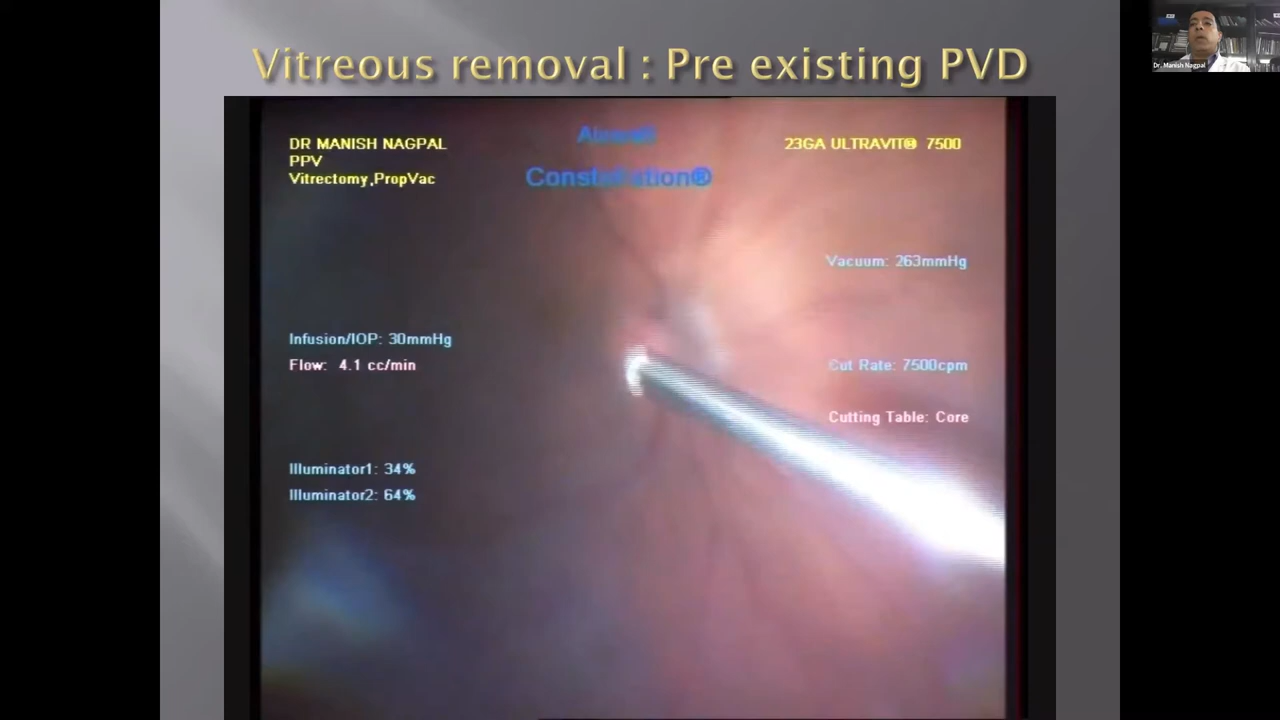 Vitreous removal : Pre existing PVD
Dr. Manish Nagpal
DR MANISH NAGPAL
PPV
Vitrectomy,PropVac
Constellation®
23GA ULTRAVIT® 7500
Vacuum: 263mmHg
Infusion/IOP: 30mmHg
Flow: 4.1 cc/min
Cut Rate: 7500cpm
Cutting Table: Core
Illuminator1: 34%
Illuminator2: 64%